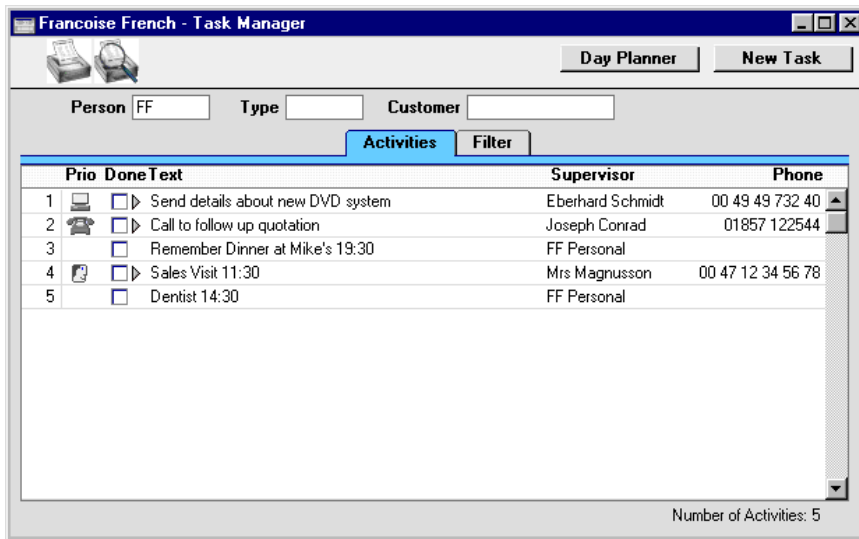 Francoise French - Task Manager
Day Planner New Task
Person FF Type Customer
Activities Filter
Prio Done Text Supervisor Phone
1 Send details about new DVD system Eberhard Schmidt 00 49 49 732 40
2 Call to follow up quotation Joseph Conrad 01857 122544
3 Remember Dinner at Mike's 19:30 FF Personal
4 Sales Visit 11:30 Mrs Magnusson 00 47 12 34 56 78
5 Dentist 14:30 FF Personal
Number of Activities: 5